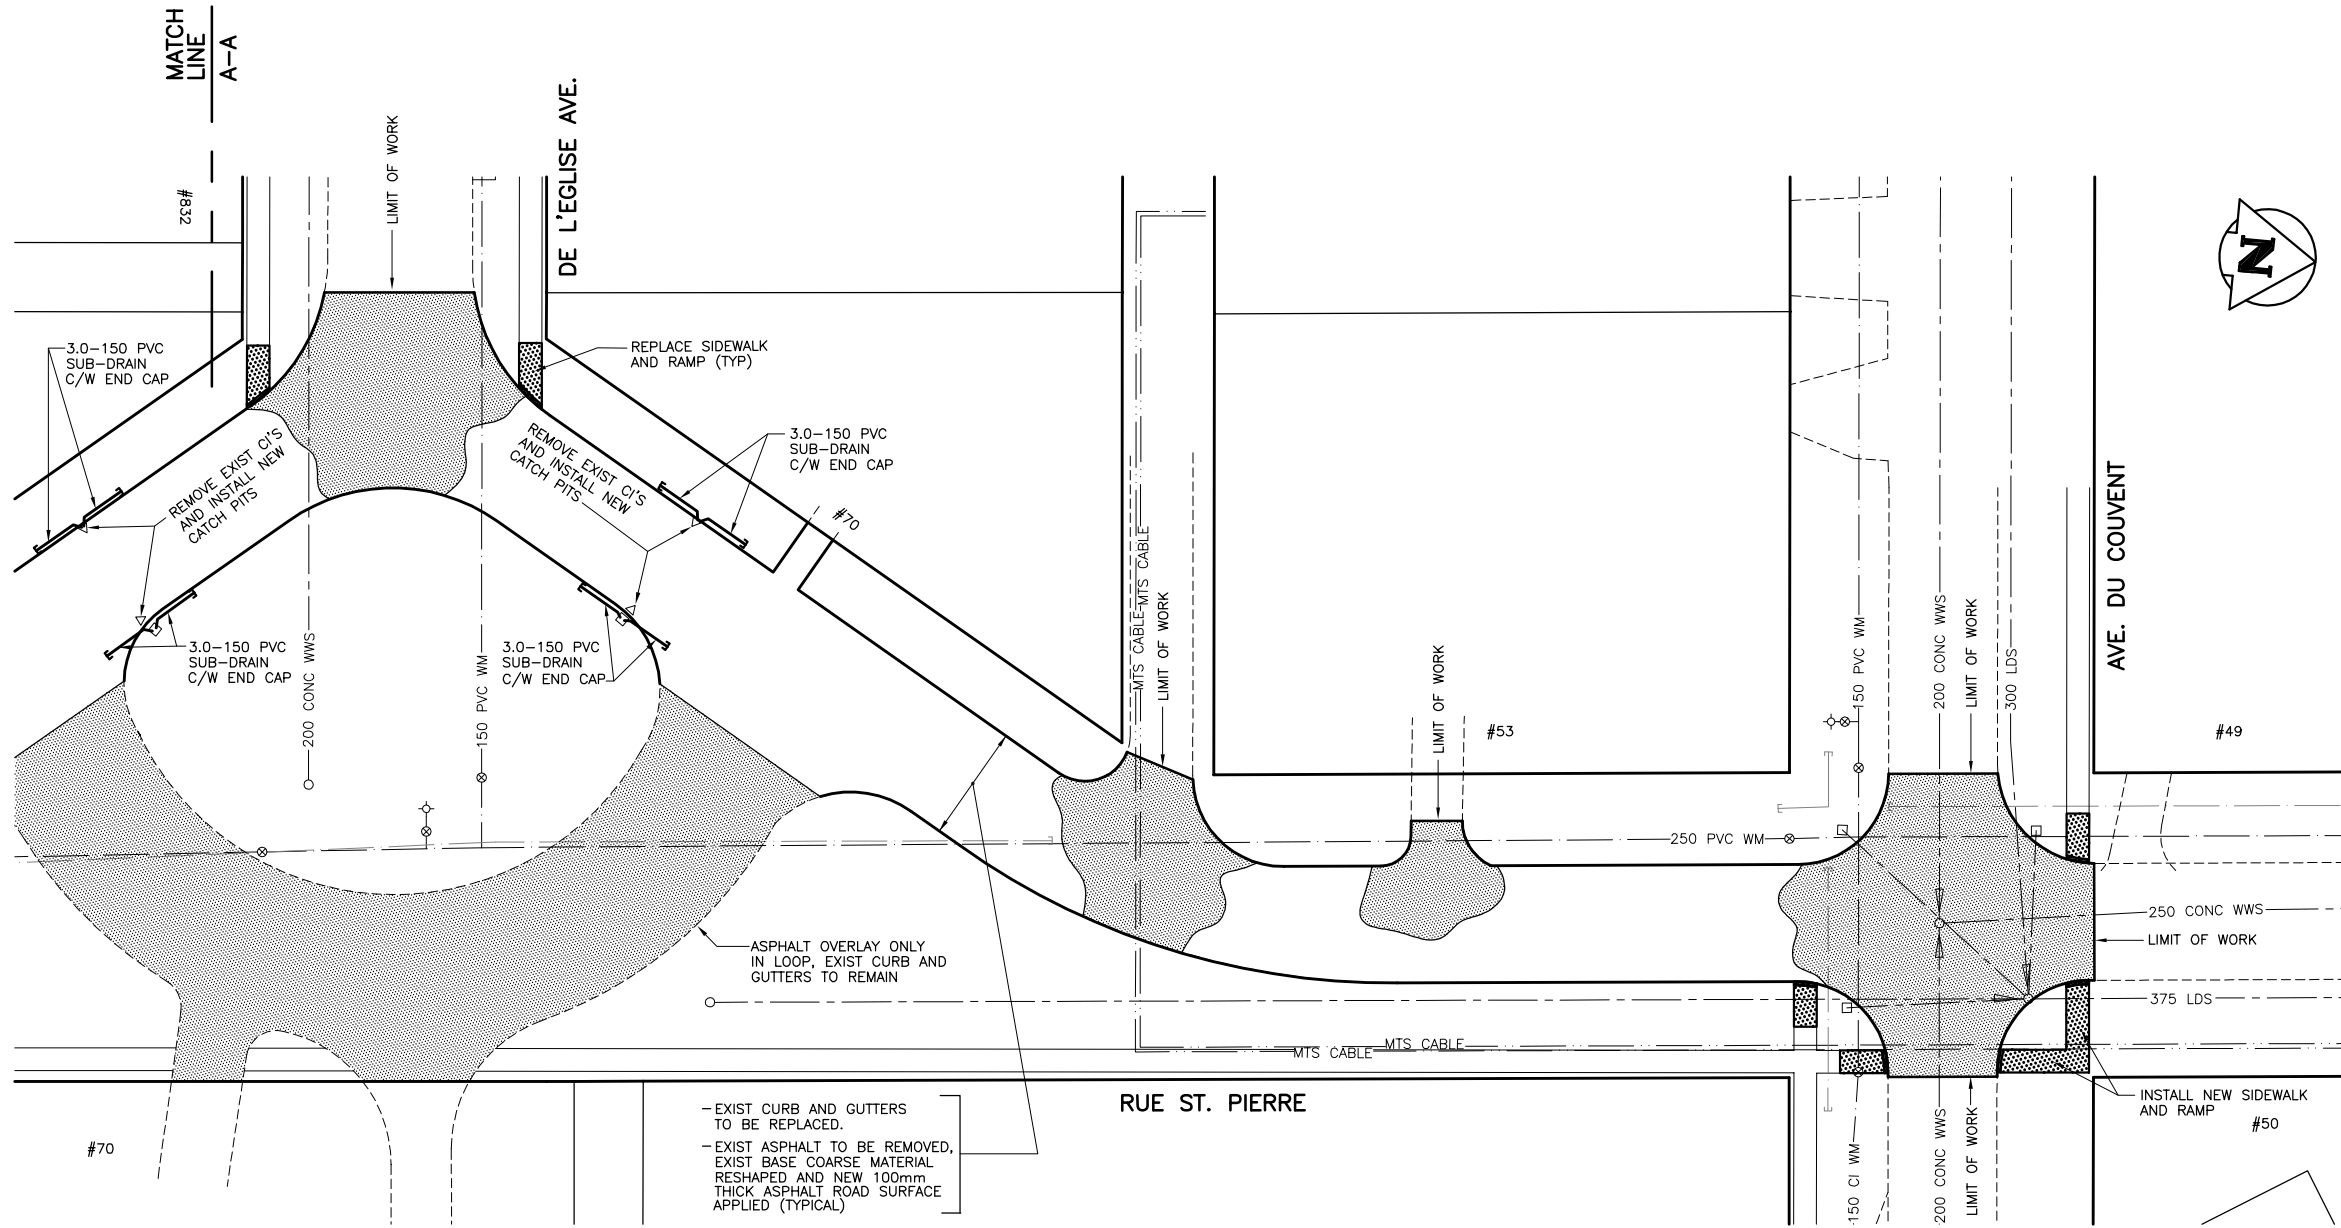 MATCH
LINE
A-A
#832
LIMIT OF WORK
DE L'EGLISE AVE.
N
3.0-150 PVC
SUB-DRAIN
C/W END CAP
REPLACE SIDEWALK
AND RAMP (TYP)
REMOVE EXIST CI'S
AND INSTALL NEW
CATCH PITS
REMOVE EXIST CI'S
AND INSTALL NEW
CATCH PITS
3.0-150 PVC
SUB-DRAIN
C/W END CAP
#70
MTS CABLE
MTS CABLE
LIMIT OF WORK
LIMIT OF WORK
#53
150 PVC WM
200 CONC WWS
LIMIT OF WORK
300 LDS
AVE. DU COUVENT
#49
3.0-150 PVC
SUB-DRAIN
C/W END CAP
200 CONC WWS
150 PVC WM
3.0-150 PVC
SUB-DRAIN
C/W END CAP
250 PVC WM
250 CONC WWS
LIMIT OF WORK
375 LDS
ASPHALT OVERLAY ONLY
IN LOOP, EXIST CURB AND
GUTTERS TO REMAIN
MTS CABLE
MTS CABLE
RUE ST. PIERRE
INSTALL NEW SIDEWALK
AND RAMP
#50
#70
- EXIST CURB AND GUTTERS
TO BE REPLACED.
- EXIST ASPHALT TO BE REMOVED,
EXIST BASE COARSE MATERIAL
RESHAPED AND NEW 100mm
THICK ASPHALT ROAD SURFACE
APPLIED (TYPICAL)
150 CI WM
200 CONC WWS
LIMIT OF WORK